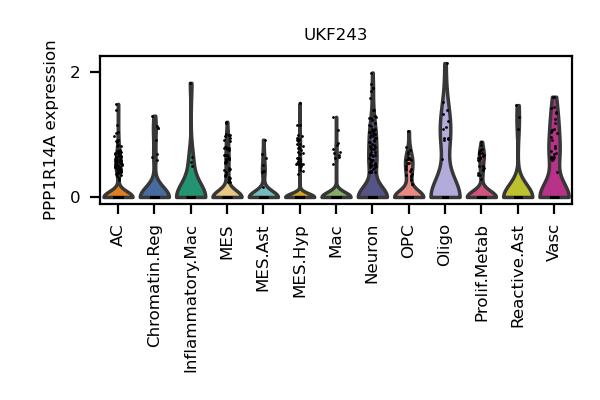 UKF243
PPP1R14A expression
2
0
AC
Chromatin.Reg
Inflammatory.Mac
MES
MES.Ast
MES.Hyp
Mac
Neuron
OPC
Oligo
Prolif.Metab
Reactive.Ast
Vasc